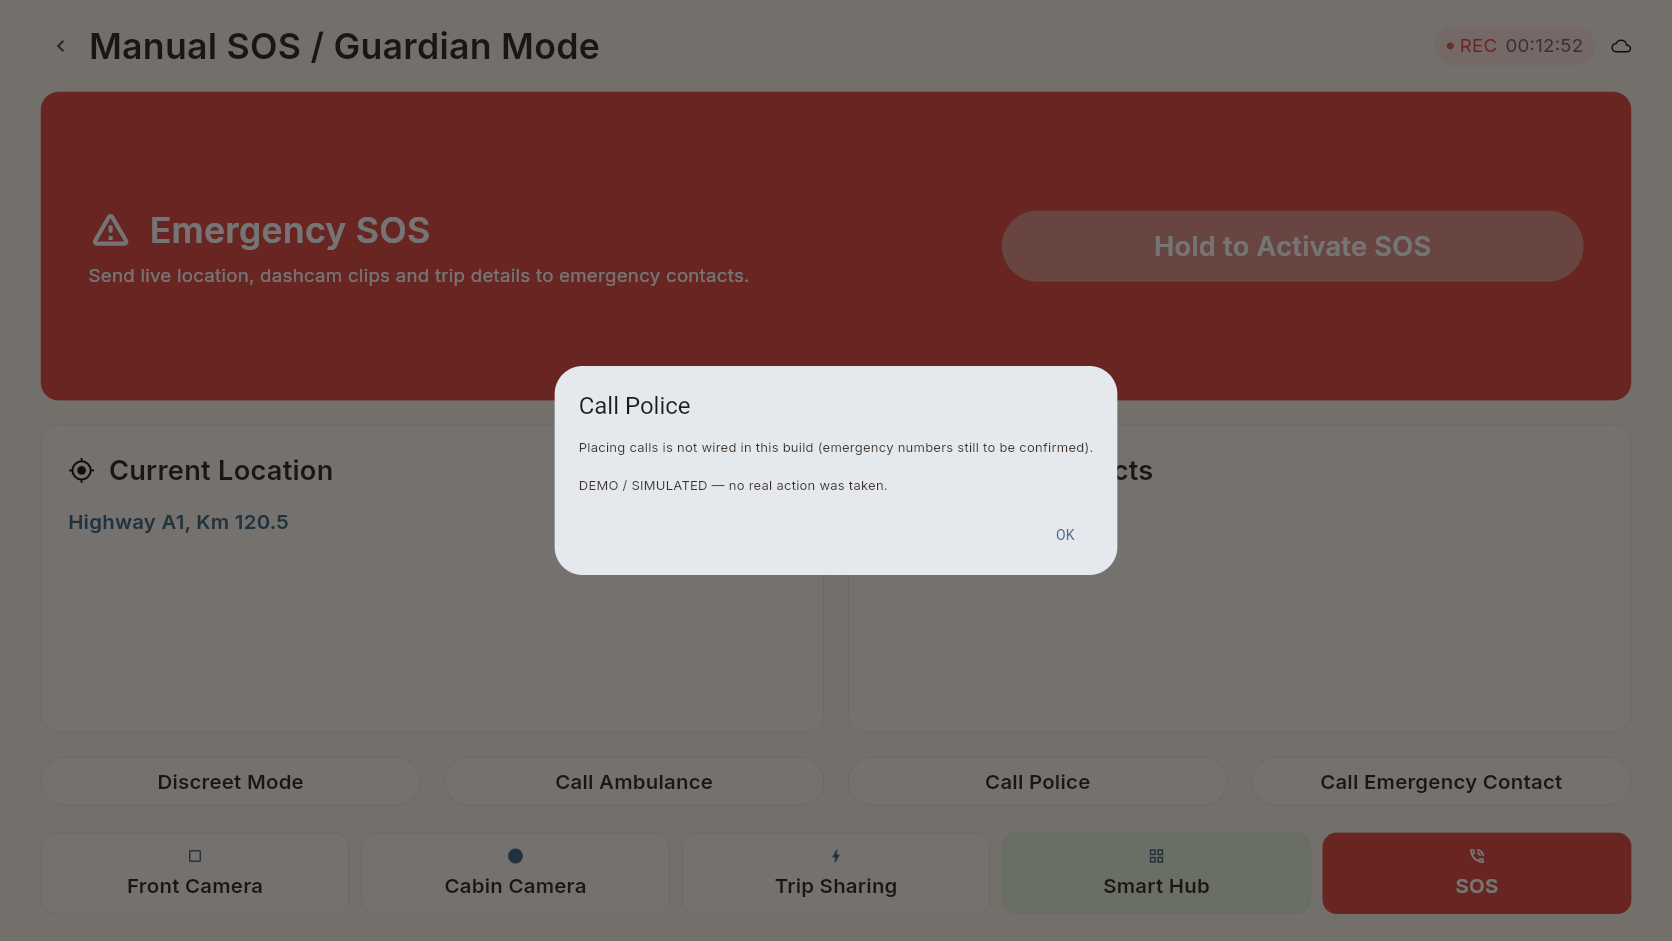 Manual SOS / Guardian Mode
REC 00:12:52
Emergency SOS
Send live location, dashcam clips and trip details to emergency contacts.
Hold to Activate SOS
Call Police
Placing calls is not wired in this build (emergency numbers still to be confirmed).
DEMO / SIMULATED — no real action was taken.
OK
Current Location
Highway A1, Km 120.5
Discreet Mode
Call Ambulance
Call Police
Call Emergency Contact
Front Camera
Cabin Camera
Trip Sharing
Smart Hub
SOS